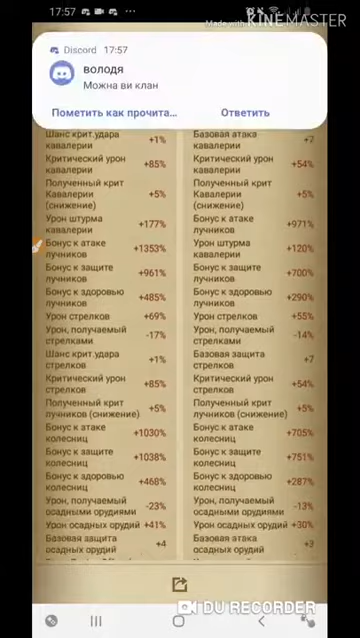 17:57
Made with KINEMASTER
Discord 17:57
володя
Можна ви клан
Пометить как прочита... Ответить
Шанс крит.удара кавалерии +1%
Критический урон кавалерии +85%
Полученный крит Кавалерии (снижение) +5%
Урон штурма кавалерии +177%
Бонус к атаке лучников +1353%
Бонус к защите лучников +961%
Бонус к здоровью лучников +485%
Урон стрелков +69%
Урон, получаемый стрелками -17%
Шанс крит.удара стрелков +1%
Критический урон стрелков +85%
Полученный крит лучников (снижение) +5%
Бонус к атаке колесниц +1030%
Бонус к защите колесниц +1038%
Бонус к здоровью колесниц +468%
Урон, получаемый осадными орудиями -23%
Урон осадных орудий +41%
Базовая защита осадных орудий +4
Базовая атака кавалерии +7
Критический урон кавалерии +54%
Полученный крит Кавалерии (снижение) +5%
Бонус к атаке лучников +971%
Урон штурма кавалерии +120%
Бонус к защите лучников +700%
Бонус к здоровью лучников +290%
Урон стрелков +55%
Урон, получаемый стрелками -14%
Базовая защита стрелков +7
Критический урон стрелков +54%
Полученный крит лучников (снижение) +5%
Бонус к атаке колесниц +705%
Бонус к защите колесниц +751%
Бонус к здоровью колесниц +287%
Урон, получаемый осадными орудиями -13%
Урон осадных орудий +30%
Базовая атака осадных орудий +3
DU RECORDER